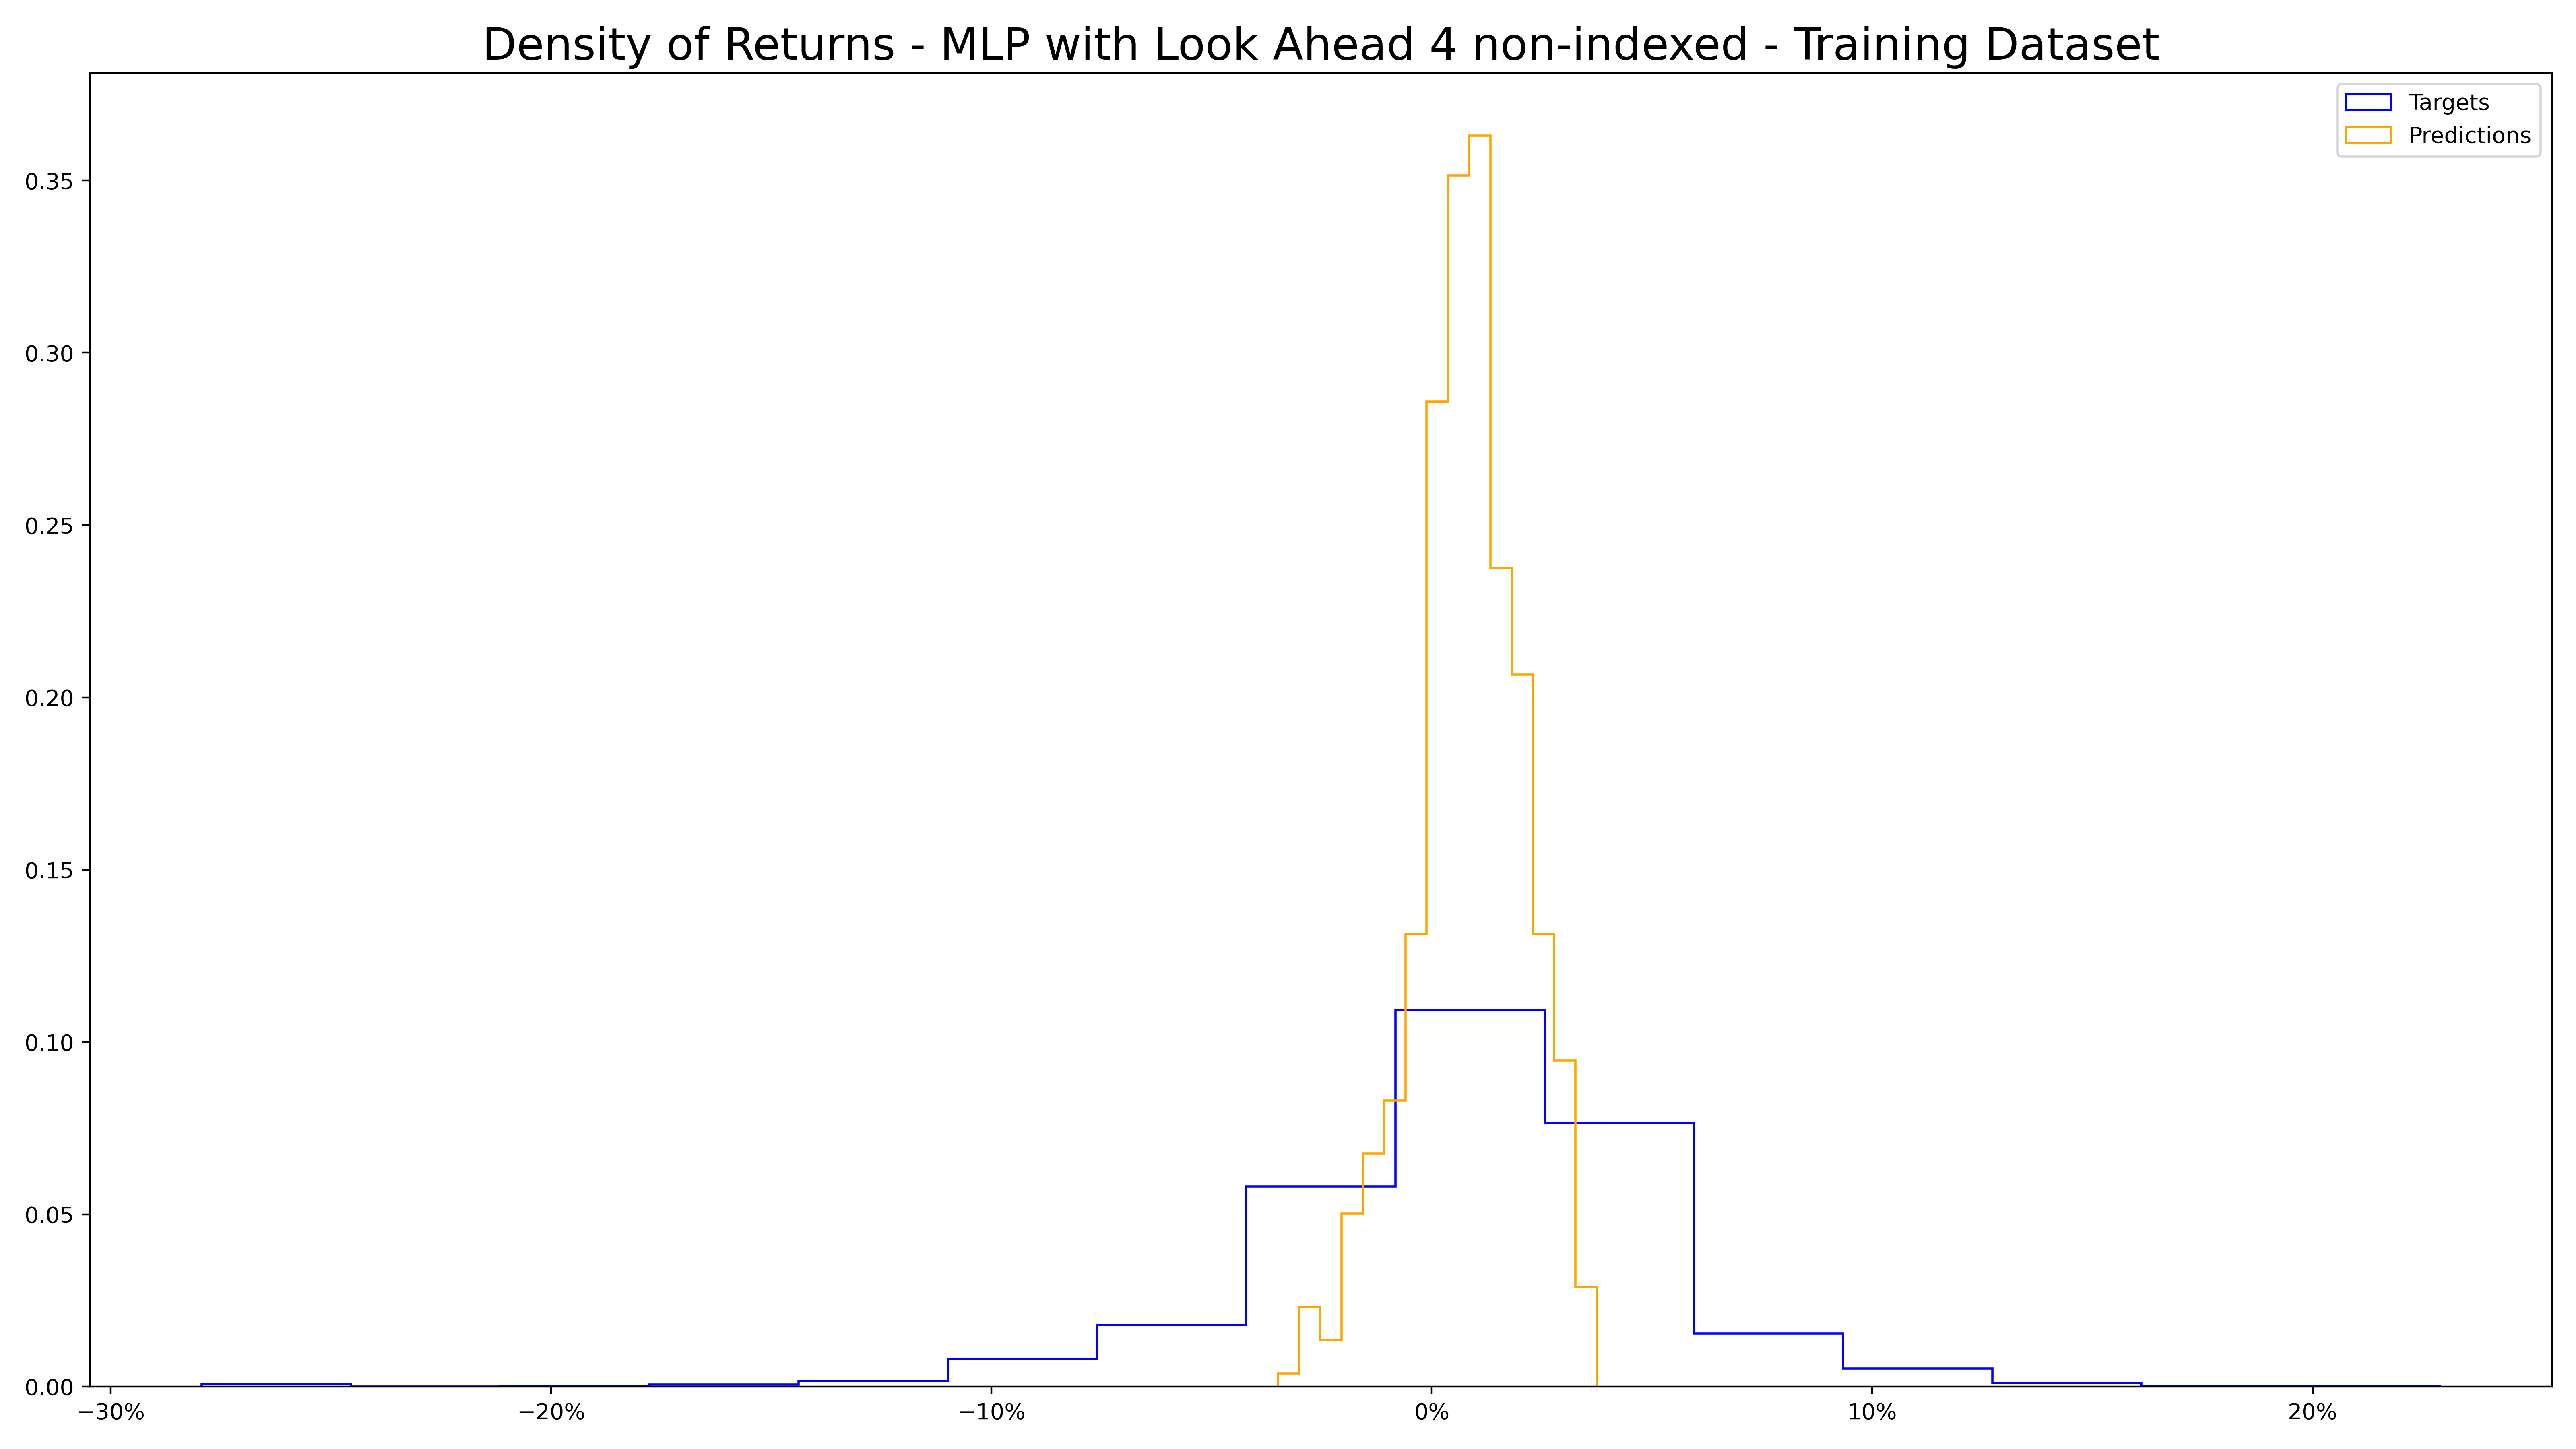 Density of Returns - MLP with Look Ahead 4 non-indexed - Training Dataset
Targets
Predictions
0.35
0.30
0.25
0.20
0.15
0.10
0.05
0.00
−30% −20% −10% 0% 10% 20%